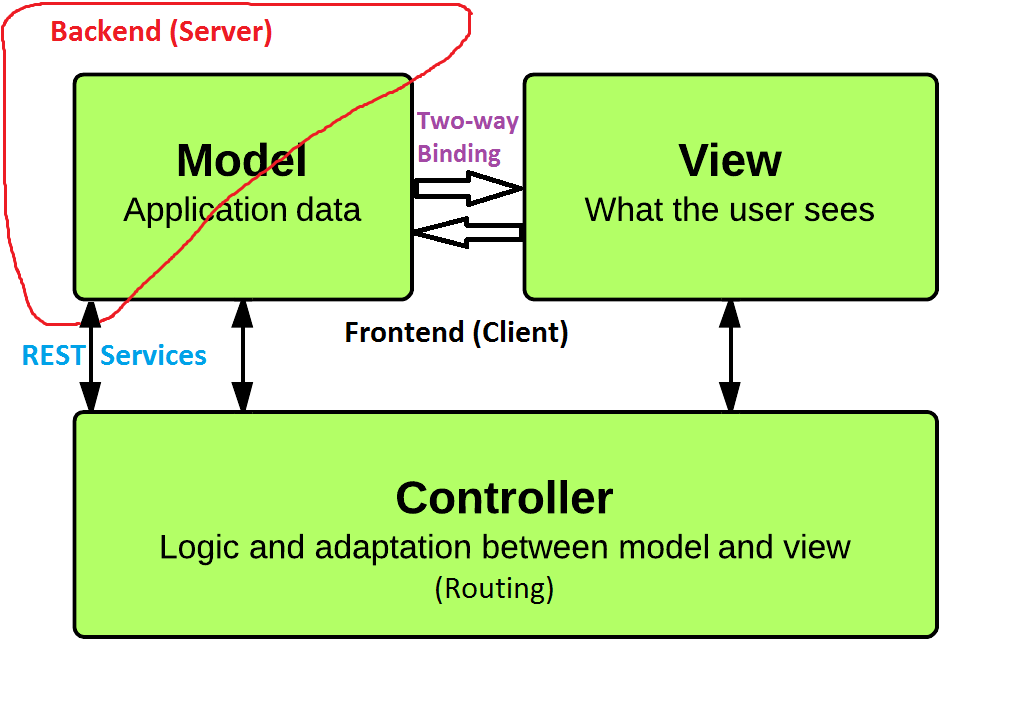 Backend (Server)
Model
Application data
Two-way
Binding
View
What the user sees
Frontend (Client)
REST Services
Controller
Logic and adaptation between model and view
(Routing)